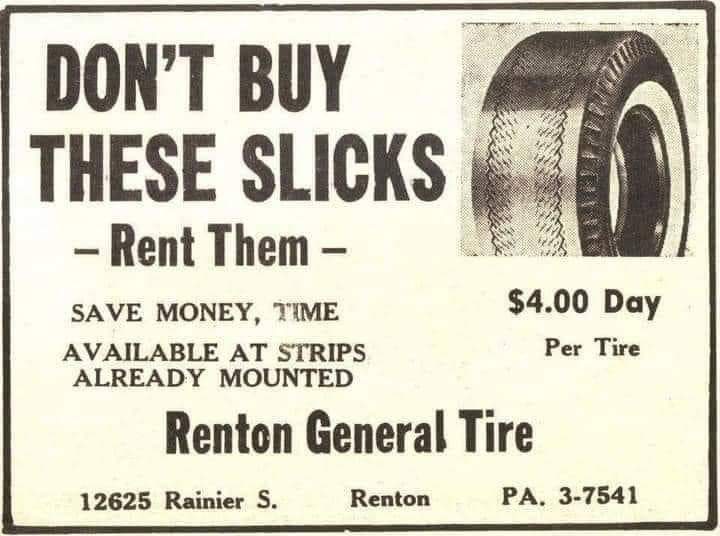 DON'T BUY
THESE SLICKS
– Rent Them –
SAVE MONEY, TIME
AVAILABLE AT STRIPS
ALREADY MOUNTED
$4.00 Day
Per Tire
Renton General Tire
12625 Rainier S. Renton PA. 3-7541